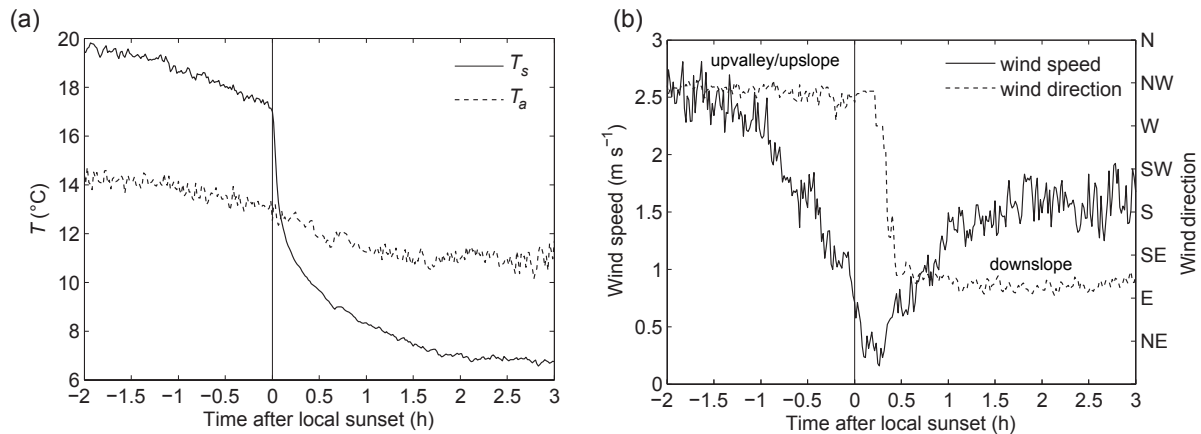 (a)
20
18
16
14
12
10
8
6
T (°C)
T_s
T_a
−2 −1.5 −1 −0.5 0 0.5 1 1.5 2 2.5 3
Time after local sunset (h)
(b)
3
2.5
2
1.5
1
0.5
0
Wind speed (m s⁻¹)
upvalley/upslope
wind speed
wind direction
downslope
N
NW
W
SW
S
SE
E
NE
Wind direction
−2 −1.5 −1 −0.5 0 0.5 1 1.5 2 2.5 3
Time after local sunset (h)